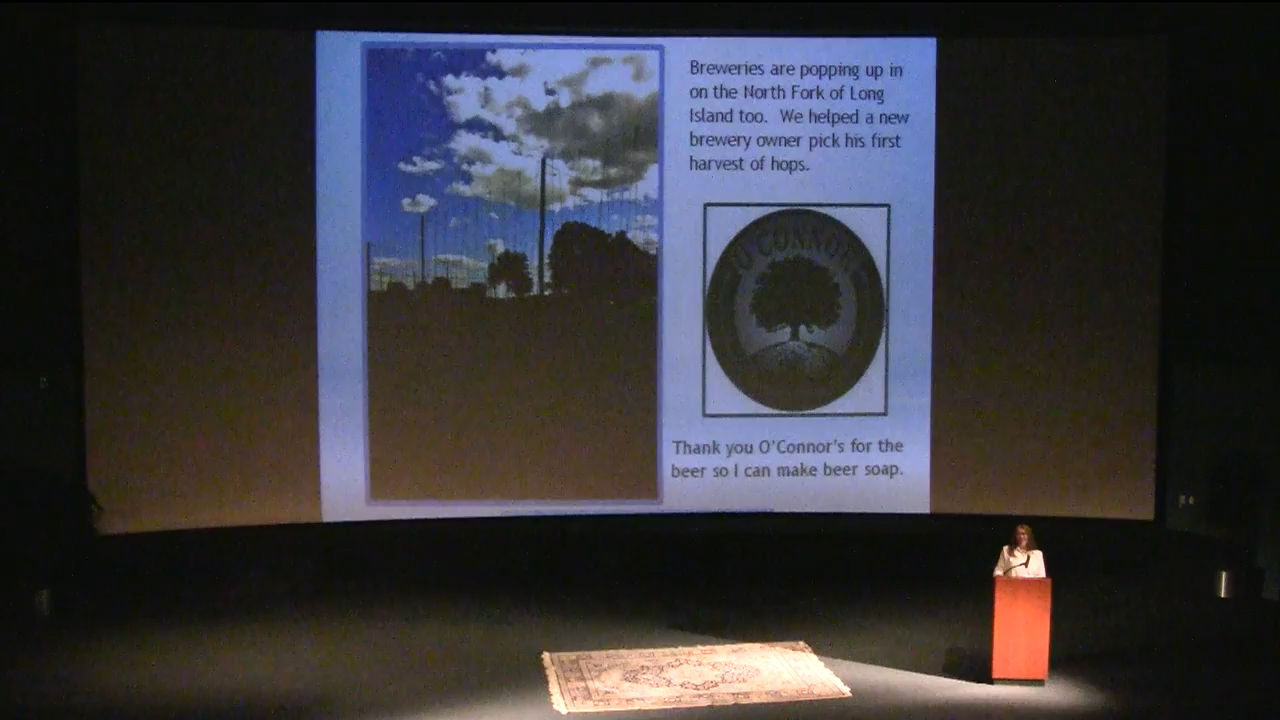 Breweries are popping up in
on the North Fork of Long
Island too. We helped a new
brewery owner pick his first
harvest of hops.
O'CONNOR
Thank you O'Connor's for the
beer so I can make beer soap.